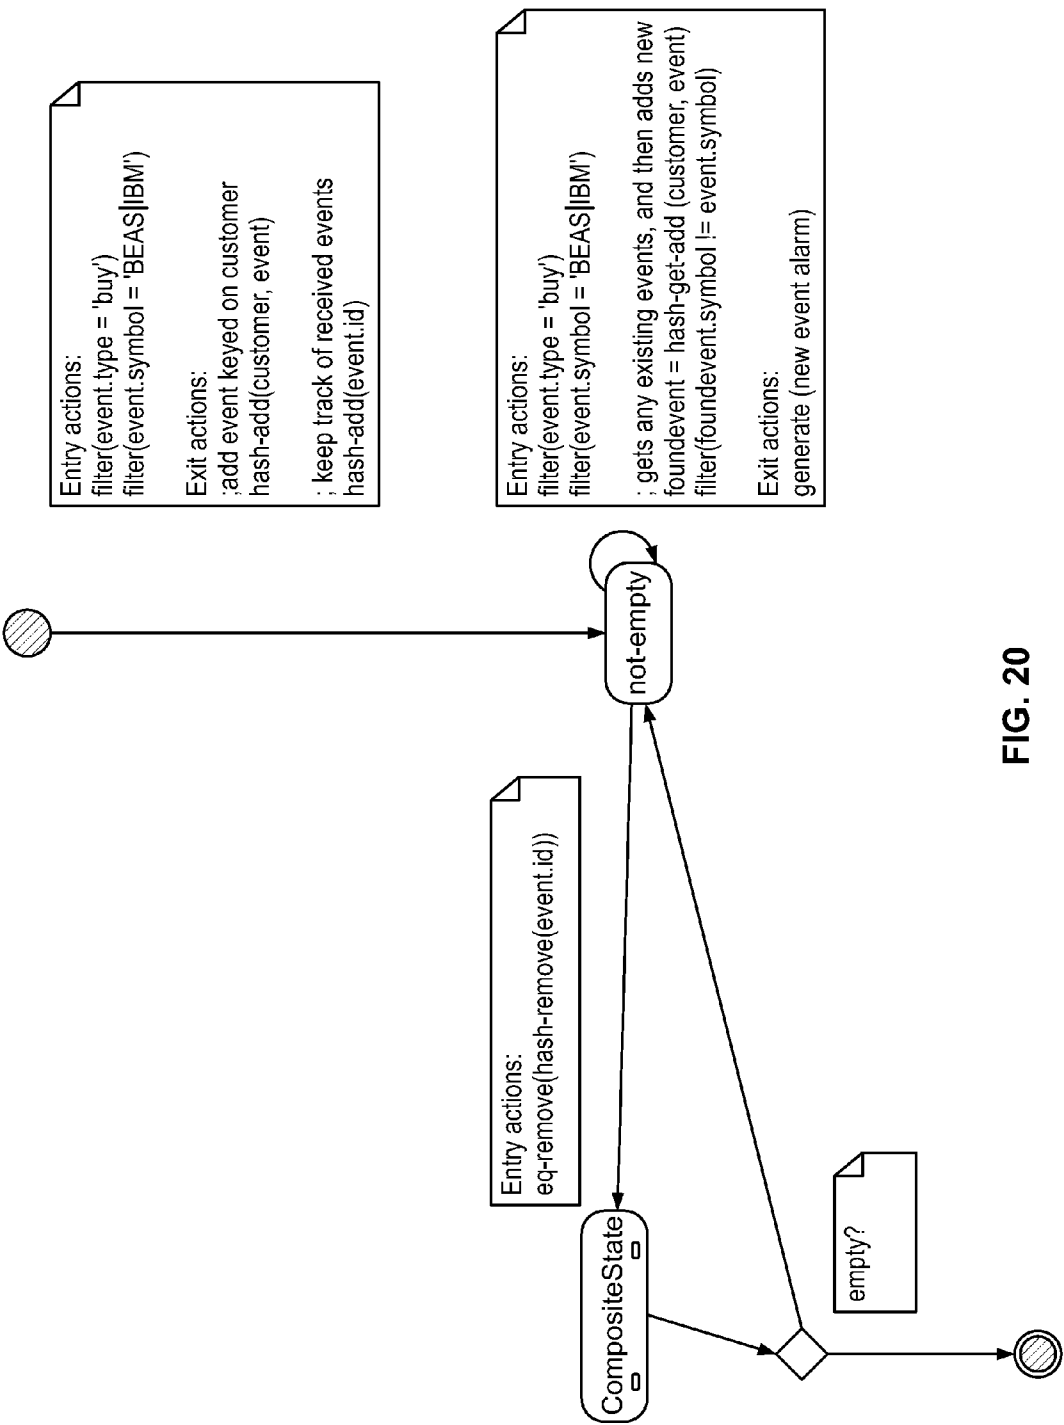 Entry actions:
filter(event.type = 'buy')
filter(event.symbol = 'BEAS|IBM')
Exit actions:
;add event keyed on customer
hash-add(customer, event)
; keep track of received events
hash-add(event.id)
Entry actions:
filter(event.type = 'buy')
filter(event.symbol = 'BEAS|IBM')
; gets any existing events, and then adds new
foundevent = hash-get-add (customer, event)
filter(foundevent.symbol != event.symbol)
Exit actions:
generate (new event alarm)
not-empty
Entry actions:
eq-remove(hash-remove(event.id))
CompositeState
empty?
FIG. 20